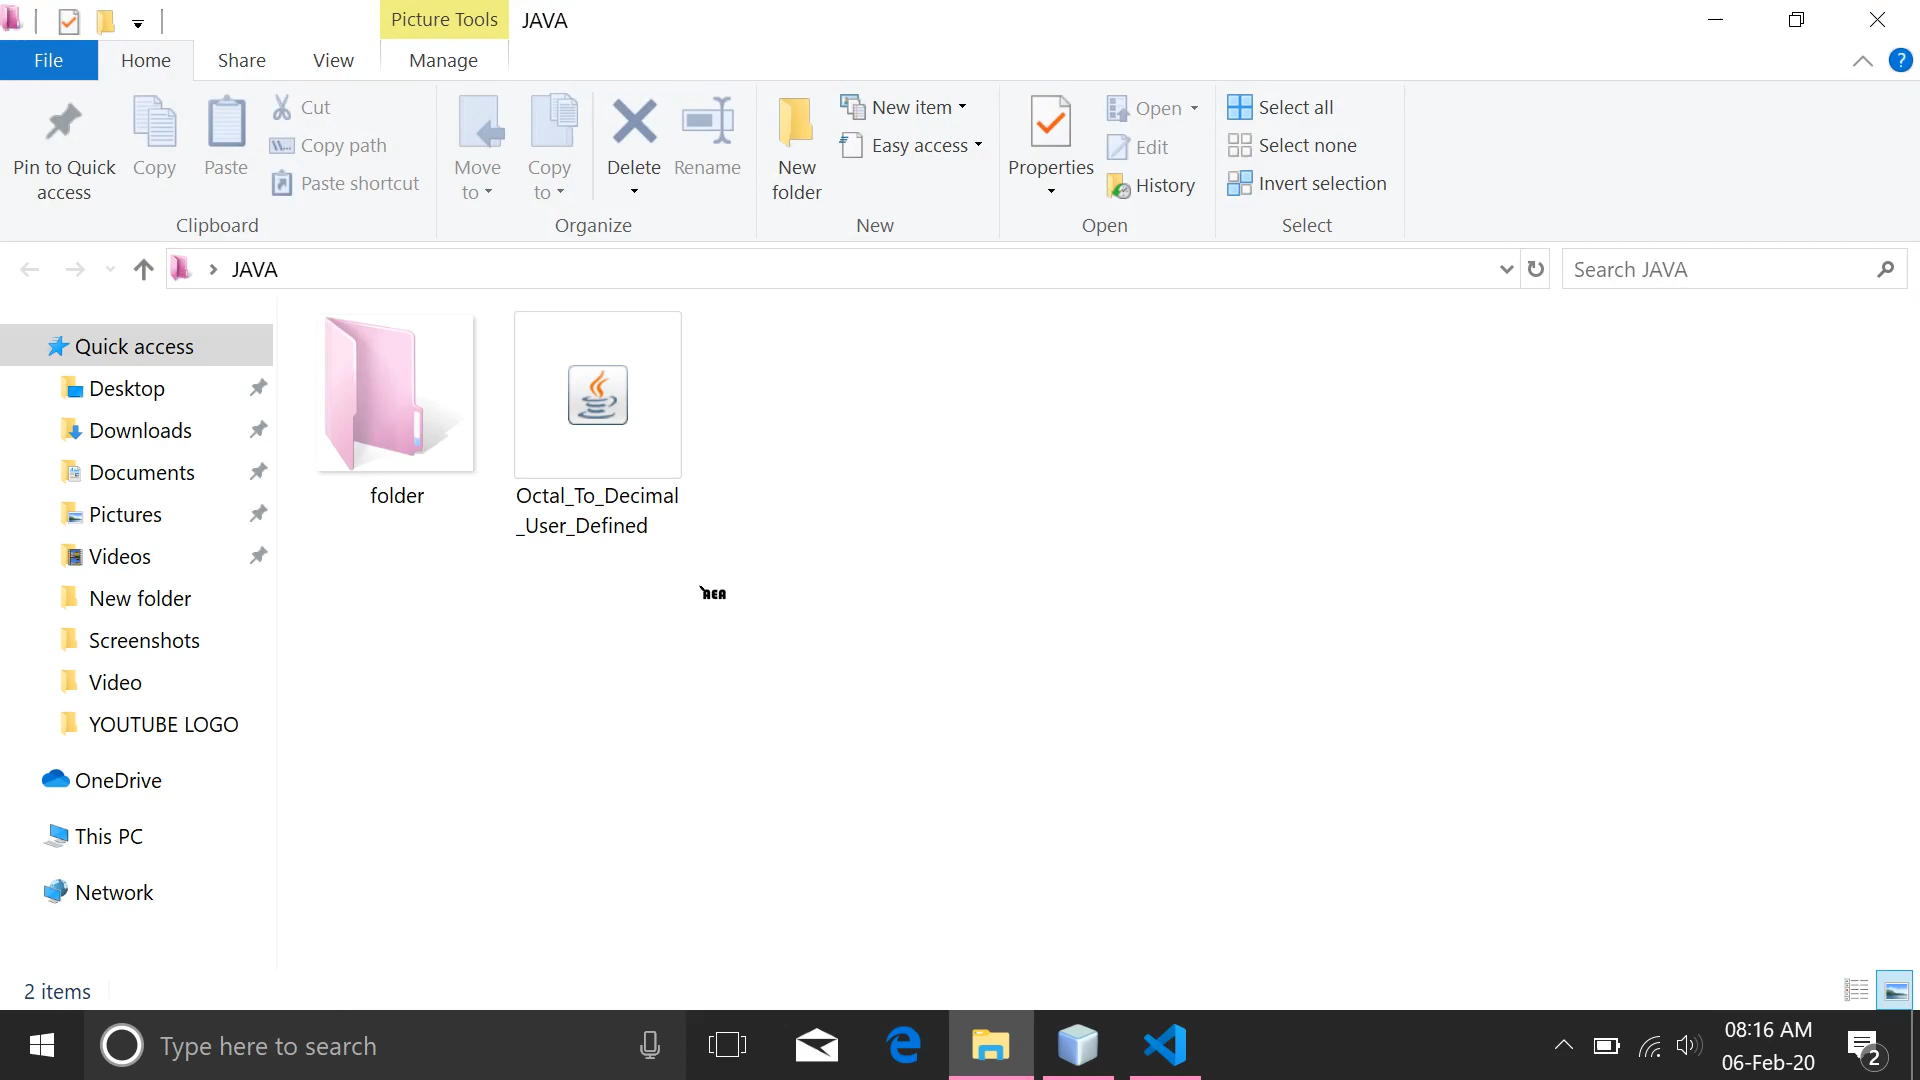 Picture Tools
JAVA
File
Home
Share
View
Manage
?
Pin to Quick
access
Copy
Paste
Cut
Copy path
Paste shortcut
Clipboard
Move
to
Copy
to
Delete
Rename
Organize
New
folder
New item
Easy access
New
Properties
Open
Edit
History
Open
Select all
Select none
Invert selection
Select
JAVA
Search JAVA
Quick access
Desktop
Downloads
Documents
Pictures
Videos
New folder
Screenshots
Video
YOUTUBE LOGO
OneDrive
This PC
Network
folder
Octal_To_Decimal
_User_Defined
AEA
2 items
Type here to search
08:16 AM
06-Feb-20
2